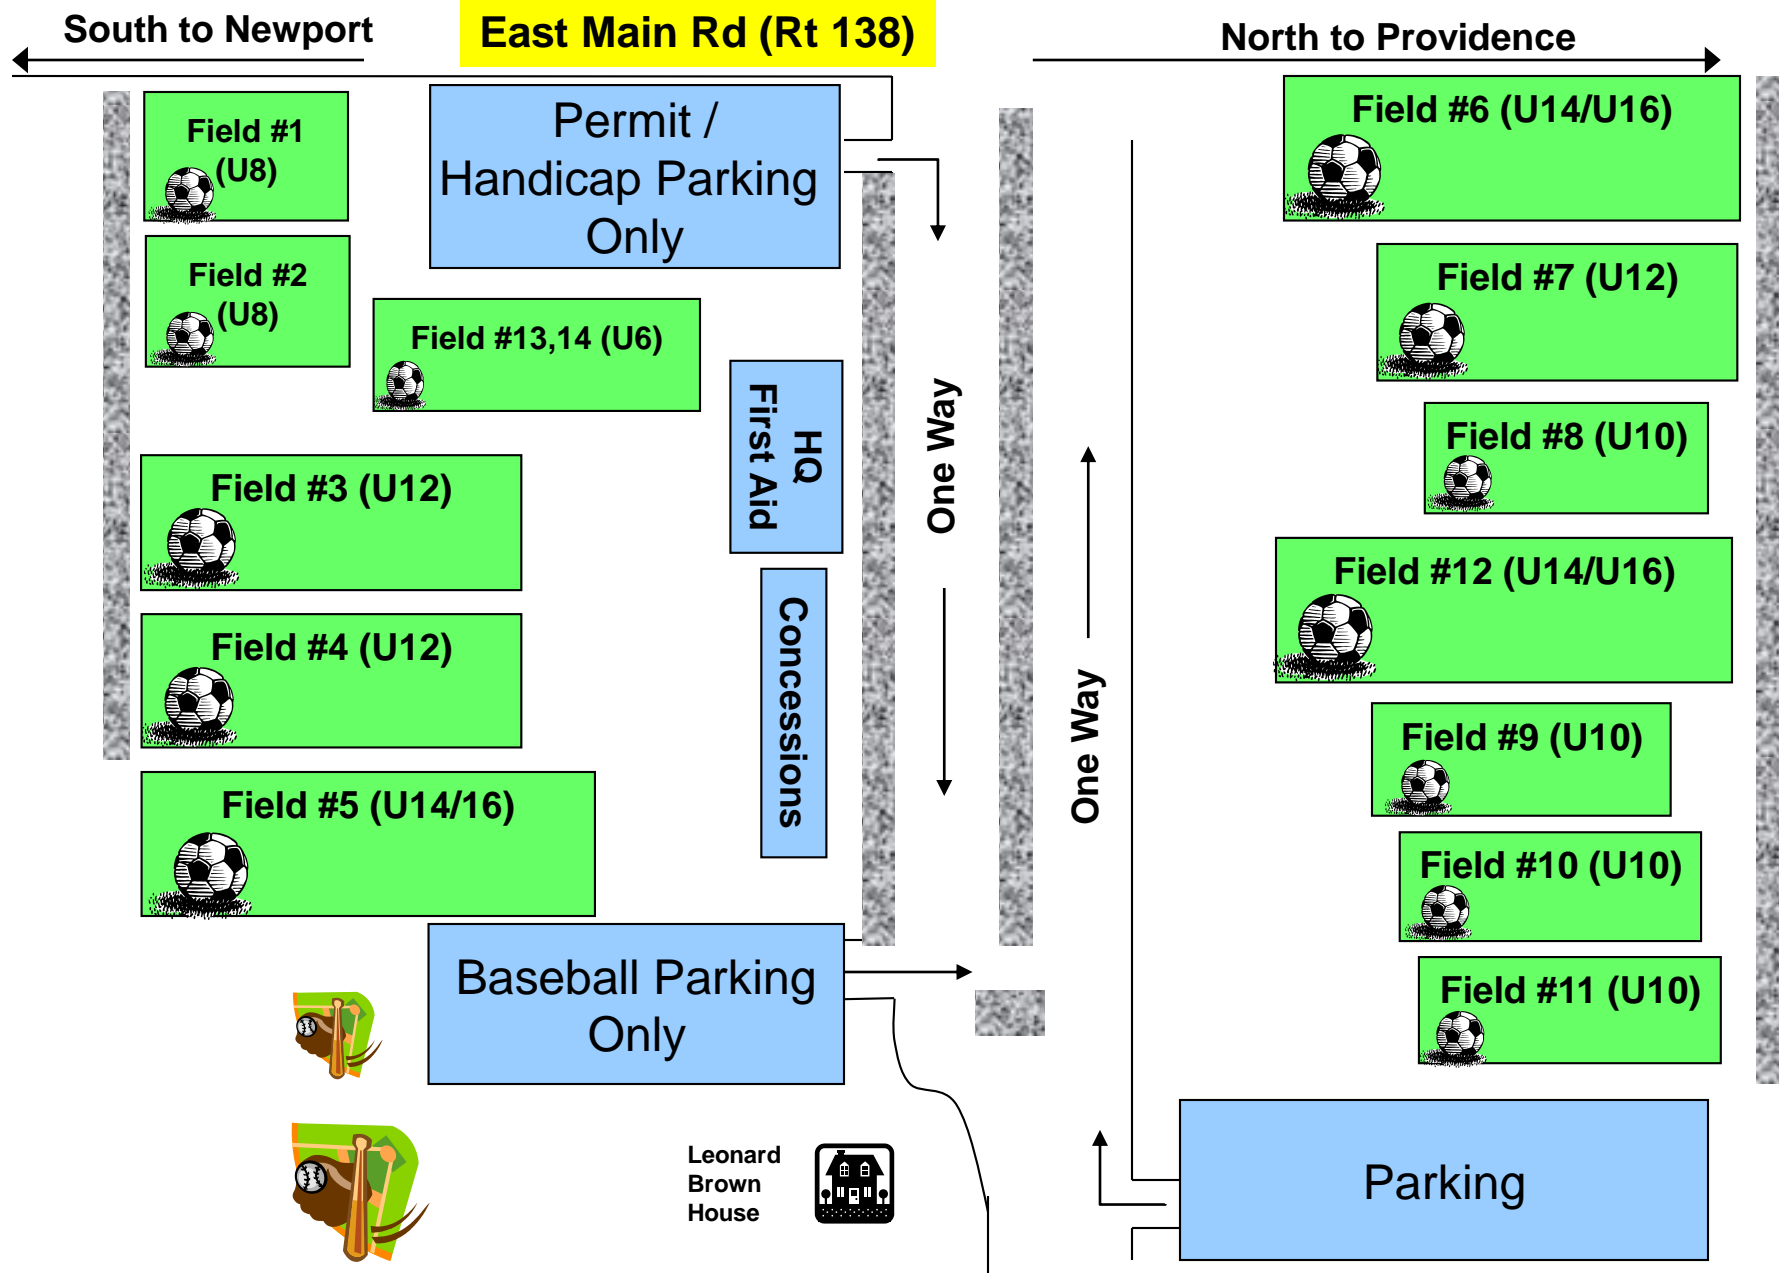 South to Newport
East Main Rd (Rt 138)
North to Providence
Field #1
(U8)
Permit /
Handicap Parking
Only
Field #6 (U14/U16)
Field #2
(U8)
Field #7 (U12)
Field #13,14 (U6)
HQ
First Aid
One Way
Field #8 (U10)
Field #3 (U12)
Field #12 (U14/U16)
Concessions
Field #4 (U12)
One Way
Field #9 (U10)
Field #5 (U14/16)
Field #10 (U10)
Baseball Parking
Only
Field #11 (U10)
Leonard
Brown
House
Parking